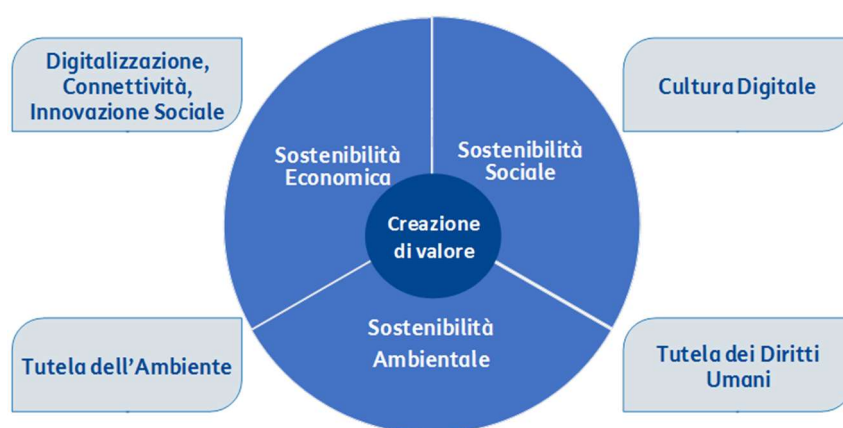 Digitalizzazione,
Connettività,
Innovazione Sociale
Cultura Digitale
Sostenibilità
Economica
Sostenibilità
Sociale
Creazione
di valore
Sostenibilità
Ambientale
Tutela dell’Ambiente
Tutela dei Diritti
Umani